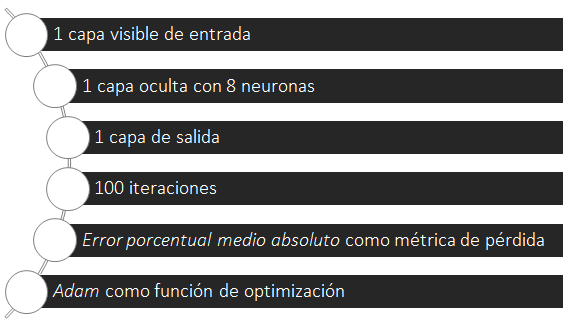 1 capa visible de entrada
1 capa oculta con 8 neuronas
1 capa de salida
100 iteraciones
Error porcentual medio absoluto como métrica de pérdida
Adam como función de optimización